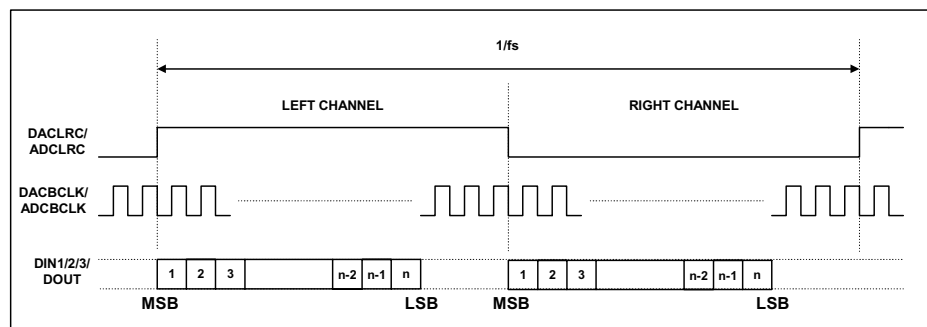 1/fs
LEFT CHANNEL
RIGHT CHANNEL
DACLRC/
ADCLRC
DACBCLK/
ADCBCLK
DIN1/2/3/
DOUT
1 2 3 n-2 n-1 n 1 2 3 n-2 n-1 n
MSB LSB MSB LSB